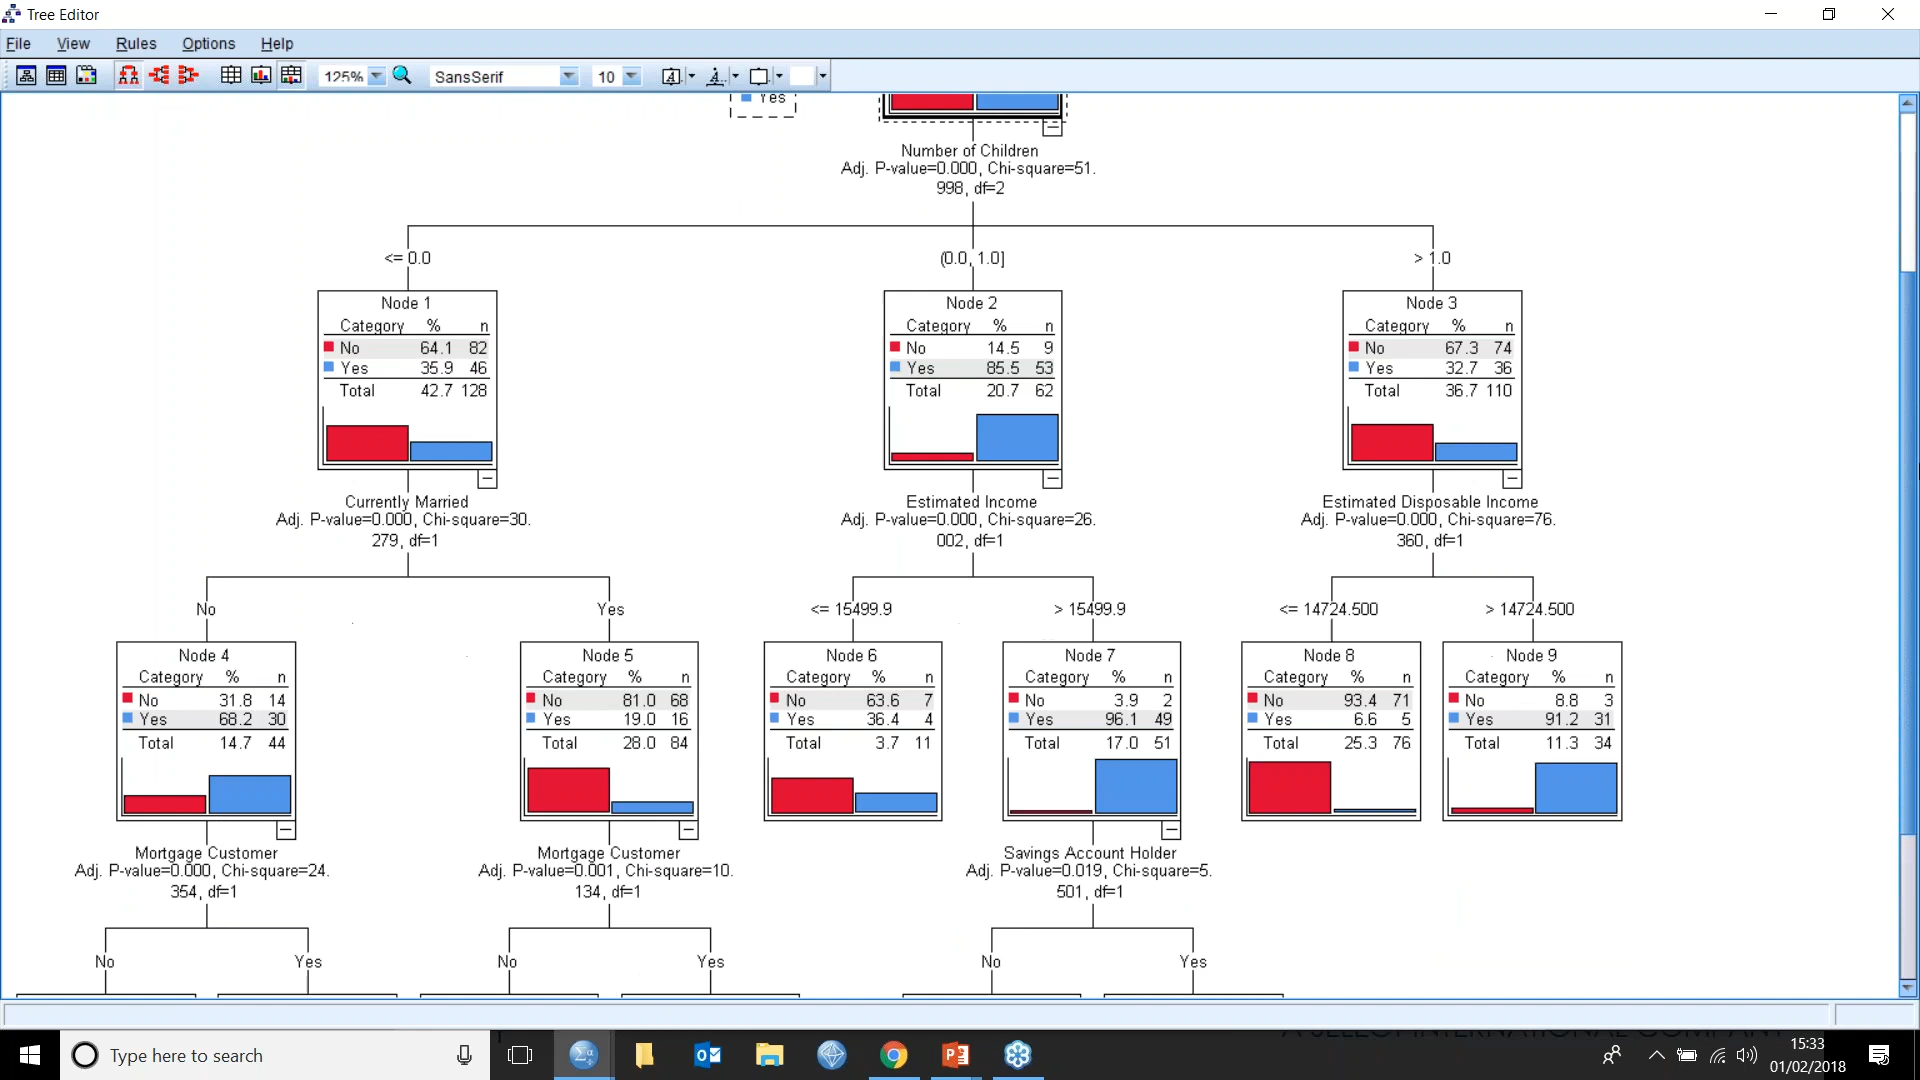 Tree Editor
File View Rules Options Help
125% SansSerif 10
Yes
Number of Children
Adj. P-value=0.000, Chi-square=51.
998, df=2
<= 0.0 (0.0, 1.0] > 1.0
Node 1
Category % n
No 64.1 82
Yes 35.9 46
Total 42.7 128
Node 2
Category % n
No 14.5 9
Yes 85.5 53
Total 20.7 62
Node 3
Category % n
No 67.3 74
Yes 32.7 36
Total 36.7 110
Currently Married
Adj. P-value=0.000, Chi-square=30.
279, df=1
Estimated Income
Adj. P-value=0.000, Chi-square=26.
002, df=1
Estimated Disposable Income
Adj. P-value=0.000, Chi-square=76.
360, df=1
No Yes <= 15499.9 > 15499.9 <= 14724.500 > 14724.500
Node 4
Category % n
No 31.8 14
Yes 68.2 30
Total 14.7 44
Node 5
Category % n
No 81.0 68
Yes 19.0 16
Total 28.0 84
Node 6
Category % n
No 63.6 7
Yes 36.4 4
Total 3.7 11
Node 7
Category % n
No 3.9 2
Yes 96.1 49
Total 17.0 51
Node 8
Category % n
No 93.4 71
Yes 6.6 5
Total 25.3 76
Node 9
Category % n
No 8.8 3
Yes 91.2 31
Total 11.3 34
Mortgage Customer
Adj. P-value=0.000, Chi-square=24.
354, df=1
Mortgage Customer
Adj. P-value=0.001, Chi-square=10.
134, df=1
Savings Account Holder
Adj. P-value=0.019, Chi-square=5.
501, df=1
No Yes No Yes No Yes
A SELECT INTERNATIONAL COMPANY
Type here to search
15:33
01/02/2018